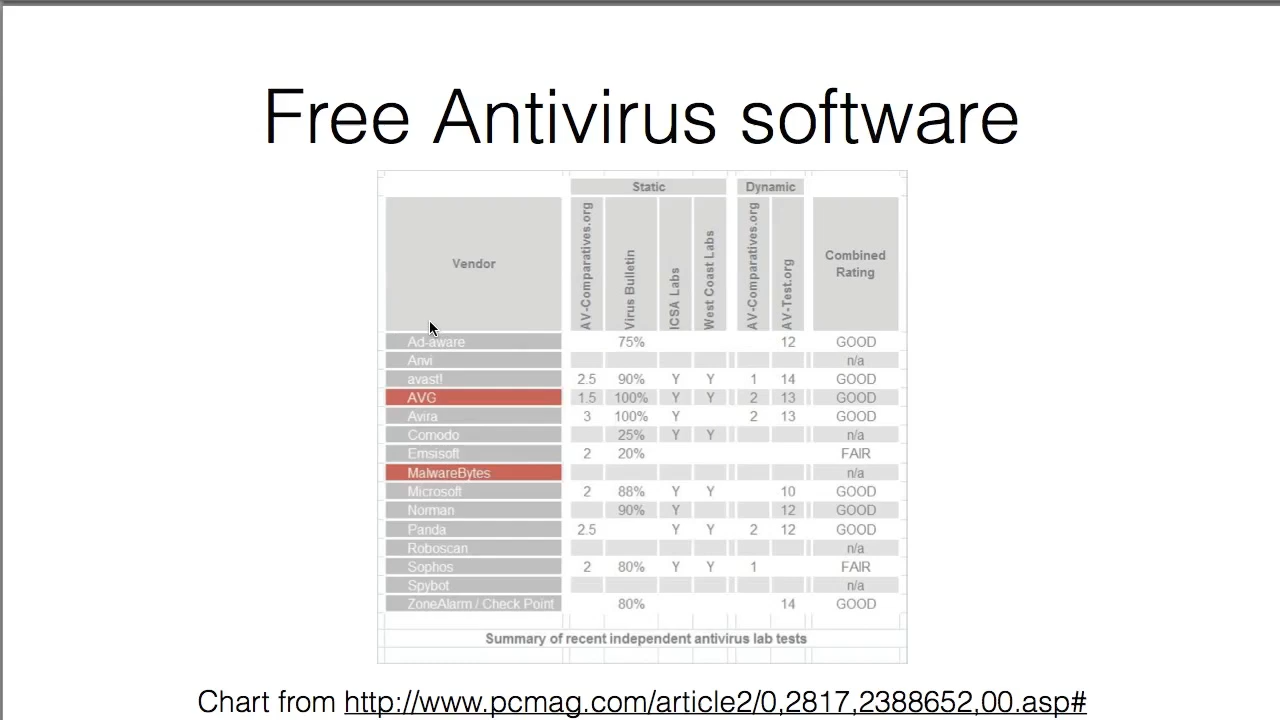 Free Antivirus software
Static Dynamic
Vendor AV-Comparatives.org Virus Bulletin ICSA Labs West Coast Labs AV-Comparatives.org AV-Test.org Combined Rating
Ad-aware 75% 12 GOOD
Anvi n/a
avast! 2.5 90% Y Y 1 14 GOOD
AVG 1.5 100% Y Y 2 13 GOOD
Avira 3 100% Y 2 13 GOOD
Comodo 25% Y Y n/a
Emsisoft 2 20% FAIR
MalwareBytes n/a
Microsoft 2 88% Y Y 10 GOOD
Norman 90% Y 12 GOOD
Panda 2.5 Y Y 2 12 GOOD
Roboscan n/a
Sophos 2 80% Y Y 1 FAIR
Spybot n/a
ZoneAlarm / Check Point 80% 14 GOOD
Summary of recent independent antivirus lab tests
Chart from http://www.pcmag.com/article2/0,2817,2388652,00.asp#